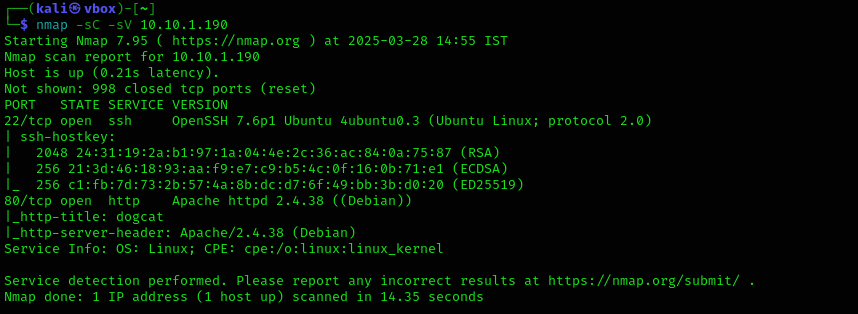 ┌──(kali㉿vbox)-[~]
└─$ nmap -sC -sV 10.10.1.190
Starting Nmap 7.95 ( https://nmap.org ) at 2025-03-28 14:55 IST
Nmap scan report for 10.10.1.190
Host is up (0.21s latency).
Not shown: 998 closed tcp ports (reset)
PORT   STATE SERVICE VERSION
22/tcp open  ssh     OpenSSH 7.6p1 Ubuntu 4ubuntu0.3 (Ubuntu Linux; protocol 2.0)
| ssh-hostkey:
|   2048 24:31:19:2a:b1:97:1a:04:4e:2c:36:ac:84:0a:75:87 (RSA)
|   256 21:3d:46:18:93:aa:f9:e7:c9:b5:4c:0f:16:0b:71:e1 (ECDSA)
|_  256 c1:fb:7d:73:2b:57:4a:8b:dc:d7:6f:49:bb:3b:d0:20 (ED25519)
80/tcp open  http    Apache httpd 2.4.38 ((Debian))
|_http-title: dogcat
|_http-server-header: Apache/2.4.38 (Debian)
Service Info: OS: Linux; CPE: cpe:/o:linux:linux_kernel
Service detection performed. Please report any incorrect results at https://nmap.org/submit/ .
Nmap done: 1 IP address (1 host up) scanned in 14.35 seconds